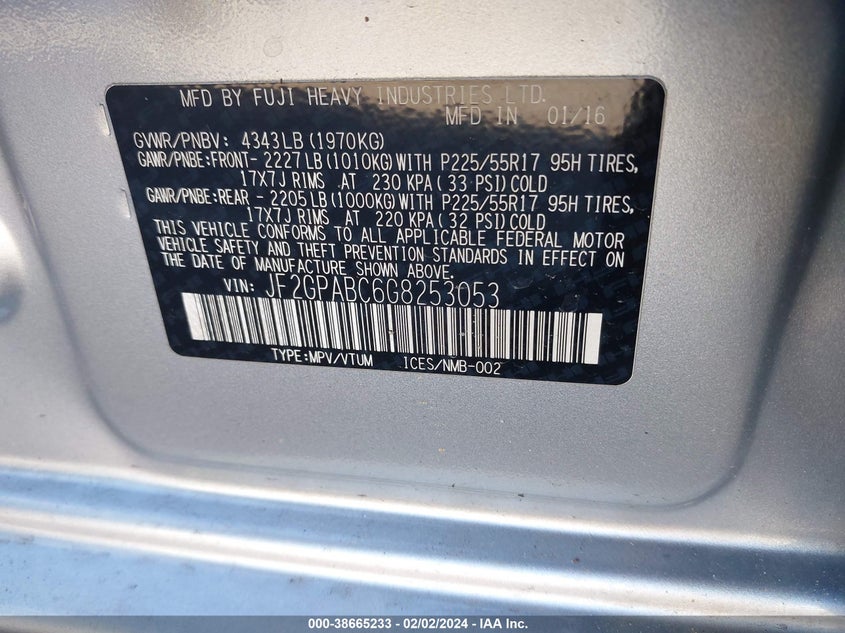 MFD BY FUJI HEAVY INDUSTRIES LTD.
MFD IN 01/16
GVWR/PNBV: 4343LB(1970KG)
GAWR/PNBE:FRONT- 2227LB(1010KG)WITH P225/55R17 95H TIRES,
17X7J RIMS AT 230 KPA( 33 PSI)COLD
GAWR/PNBE:REAR - 2205LB(1000KG)WITH P225/55R17 95H TIRES,
17X7J RIMS AT 220 KPA( 32 PSI)COLD
THIS VEHICLE CONFORMS TO ALL APPLICABLE FEDERAL MOTOR
VEHICLE SAFETY AND THEFT PREVENTION STANDARDS IN EFFECT ON
THE DATE OF MANUFACTURE SHOWN ABOVE.
VIN: JF2GPABC6G8253053
TYPE:MPV/VTUM ICES/NMB-002
000-38665233 - 02/02/2024 - IAA